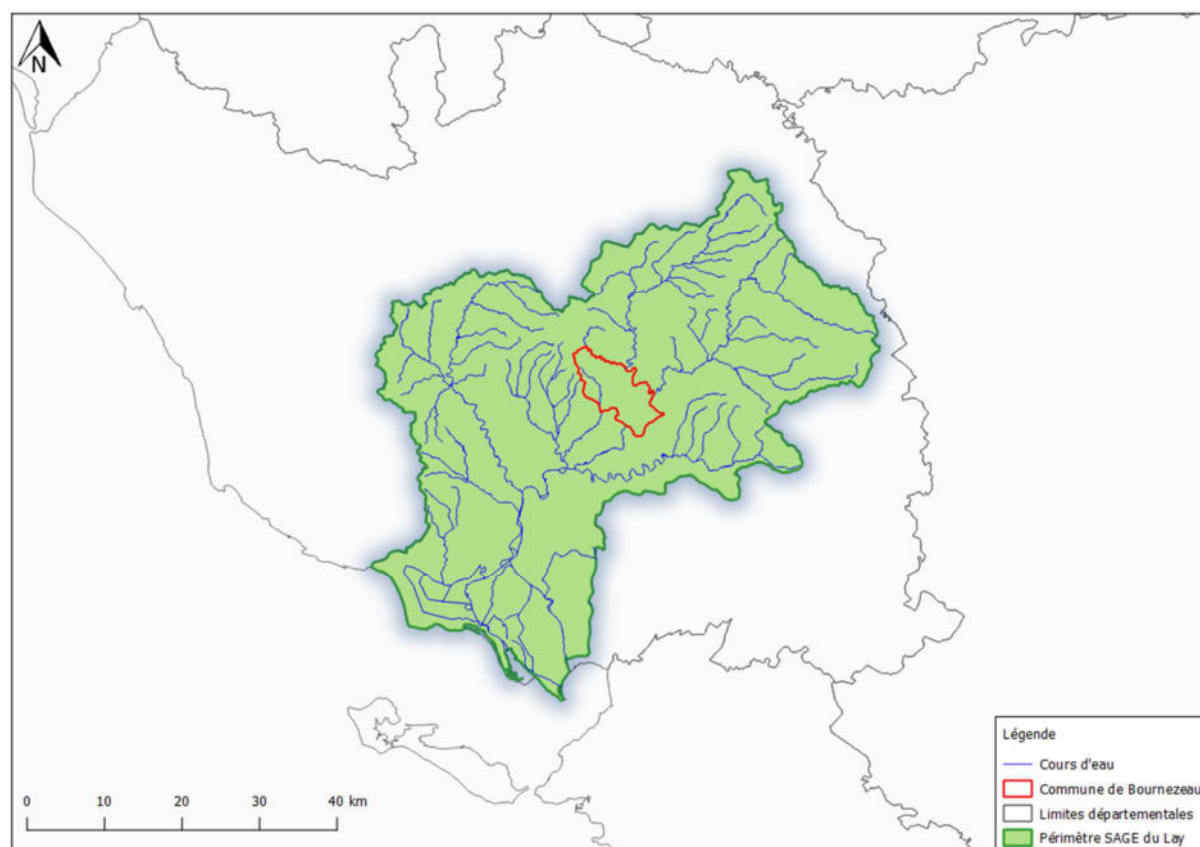 N
0 10 20 30 40 km
Légende
Cours d'eau
Commune de Bournezeau
Limites départementales
Périmètre SAGE du Lay